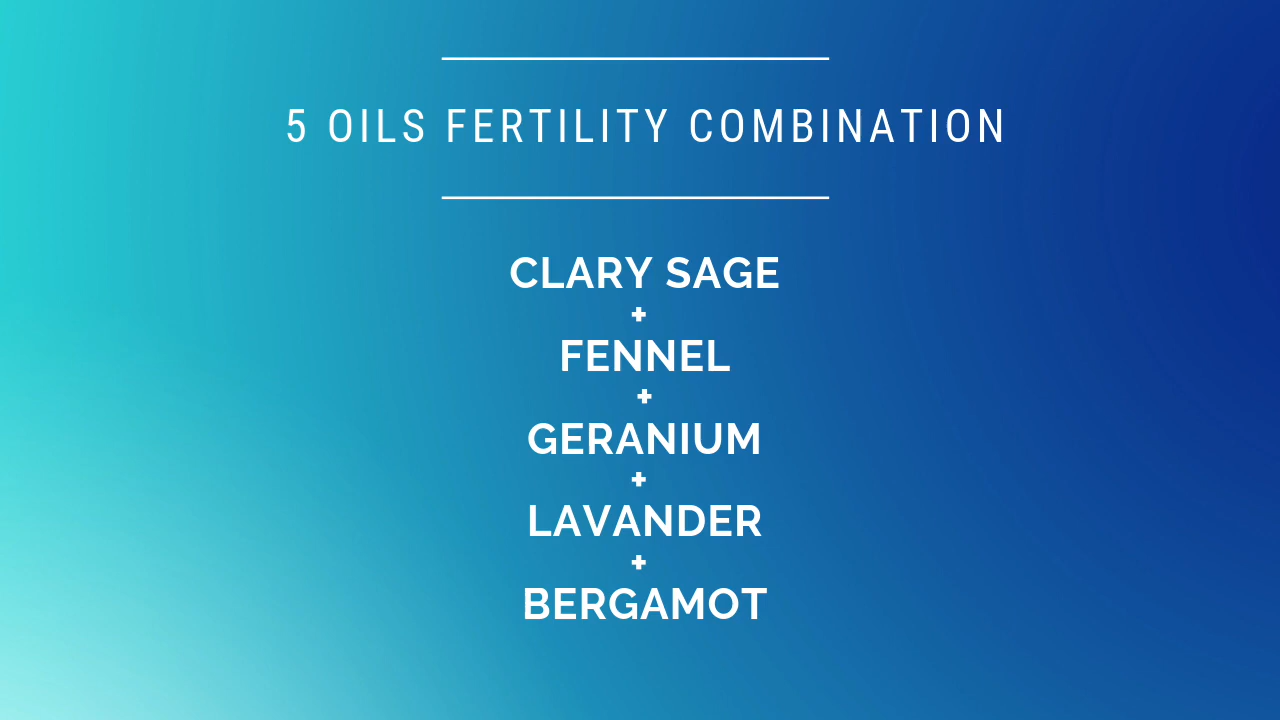 5 OILS FERTILITY COMBINATION
CLARY SAGE
+
FENNEL
+
GERANIUM
+
LAVANDER
+
BERGAMOT